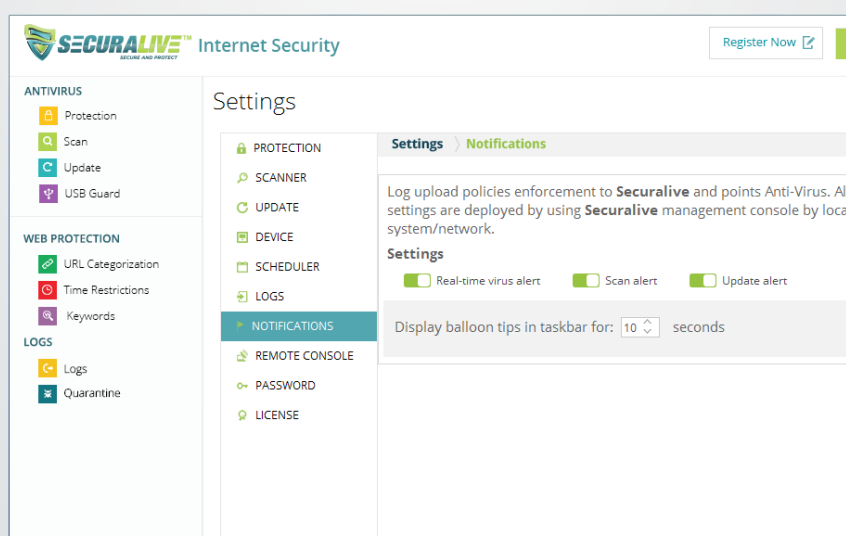 SECURALIVE™ Internet Security
SECURE AND PROTECT
Register Now
ANTIVIRUS
Protection
Scan
Update
USB Guard
WEB PROTECTION
URL Categorization
Time Restrictions
Keywords
LOGS
Logs
Quarantine
Settings
PROTECTION
SCANNER
UPDATE
DEVICE
SCHEDULER
LOGS
NOTIFICATIONS
REMOTE CONSOLE
PASSWORD
LICENSE
Settings 〉 Notifications
Log upload policies enforcement to Securalive and points Anti-Virus.
settings are deployed by using Securalive management console by
system/network.
Settings
Real-time virus alert Scan alert Update alert
Display balloon tips in taskbar for: 10 seconds